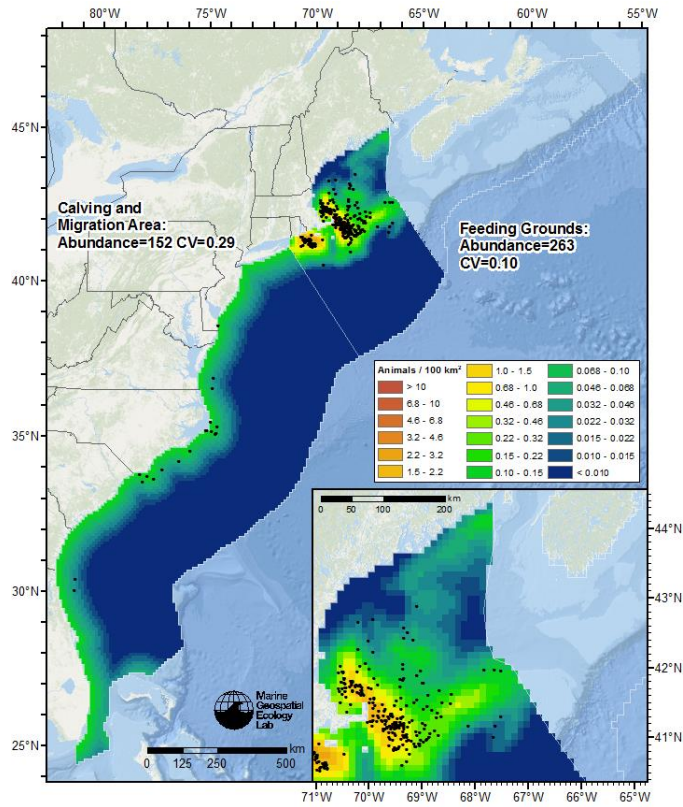 80°W 75°W 70°W 65°W 60°W 55°W
45°N
40°N
35°N
30°N
25°N
Calving and
Migration Area:
Abundance=152 CV=0.29
Feeding Grounds:
Abundance=263
CV=0.10
Animals / 100 km²
> 10
6.8 - 10
4.6 - 6.8
3.2 - 4.6
2.2 - 3.2
1.5 - 2.2
1.0 - 1.5
0.68 - 1.0
0.46 - 0.68
0.32 - 0.46
0.22 - 0.32
0.15 - 0.22
0.10 - 0.15
0.068 - 0.10
0.046 - 0.068
0.032 - 0.046
0.022 - 0.032
0.015 - 0.022
0.010 - 0.015
< 0.010
km
0 50 100 200
44°N
43°N
42°N
41°N
Marine
Geospatial
Ecology
Lab
km
0 125 250 500
71°W 70°W 69°W 68°W 67°W 66°W 65°W